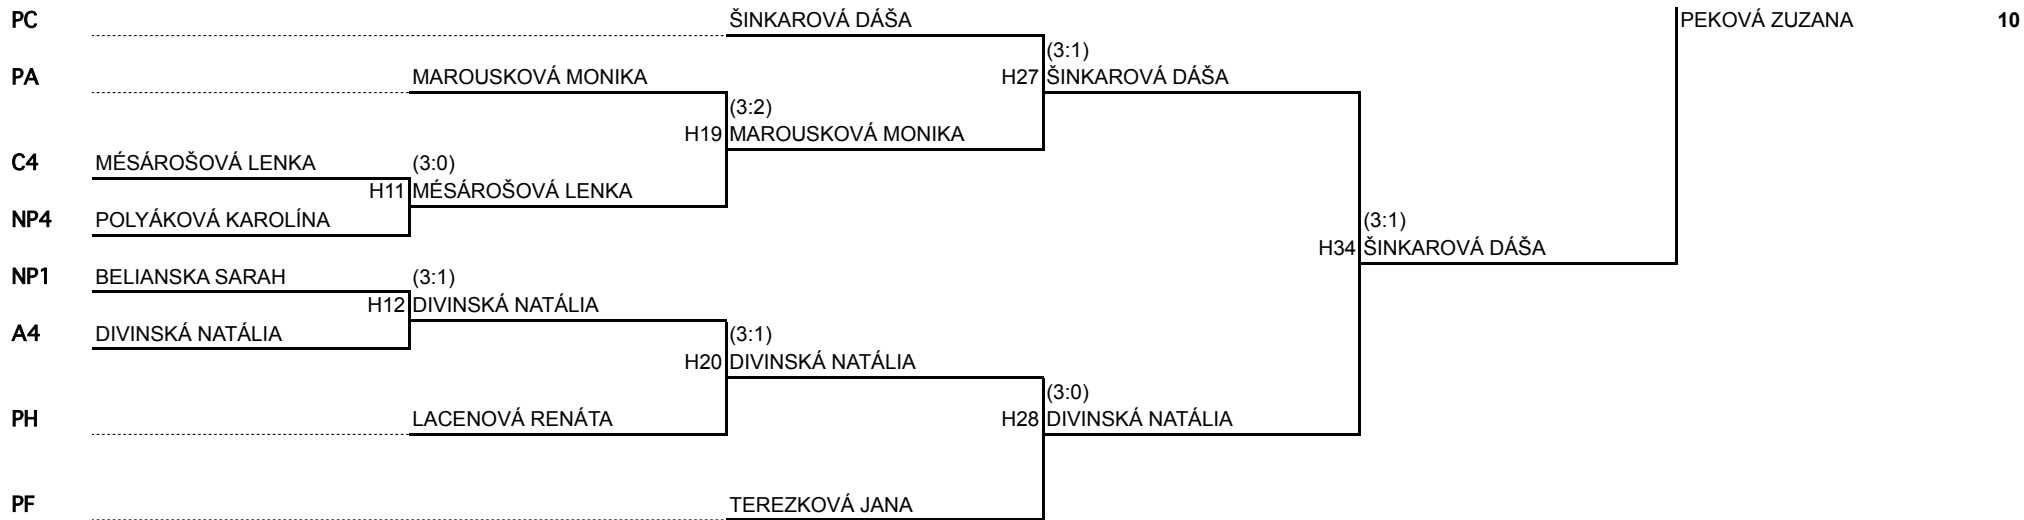 PC ŠINKAROVÁ DÁŠA PEKOVÁ ZUZANA 10
(3:1)
PA MAROUSKOVÁ MONIKA H27 ŠINKAROVÁ DÁŠA
(3:2)
H19 MAROUSKOVÁ MONIKA
C4 MÉSÁROŠOVÁ LENKA (3:0)
H11 MÉSÁROŠOVÁ LENKA
NP4 POLYÁKOVÁ KAROLÍNA (3:1)
H34 ŠINKAROVÁ DÁŠA
NP1 BELIANSKA SARAH (3:1)
H12 DIVINSKÁ NATÁLIA
A4 DIVINSKÁ NATÁLIA (3:1)
H20 DIVINSKÁ NATÁLIA
(3:0)
PH LACENOVÁ RENÁTA H28 DIVINSKÁ NATÁLIA
PF TEREZKOVÁ JANA